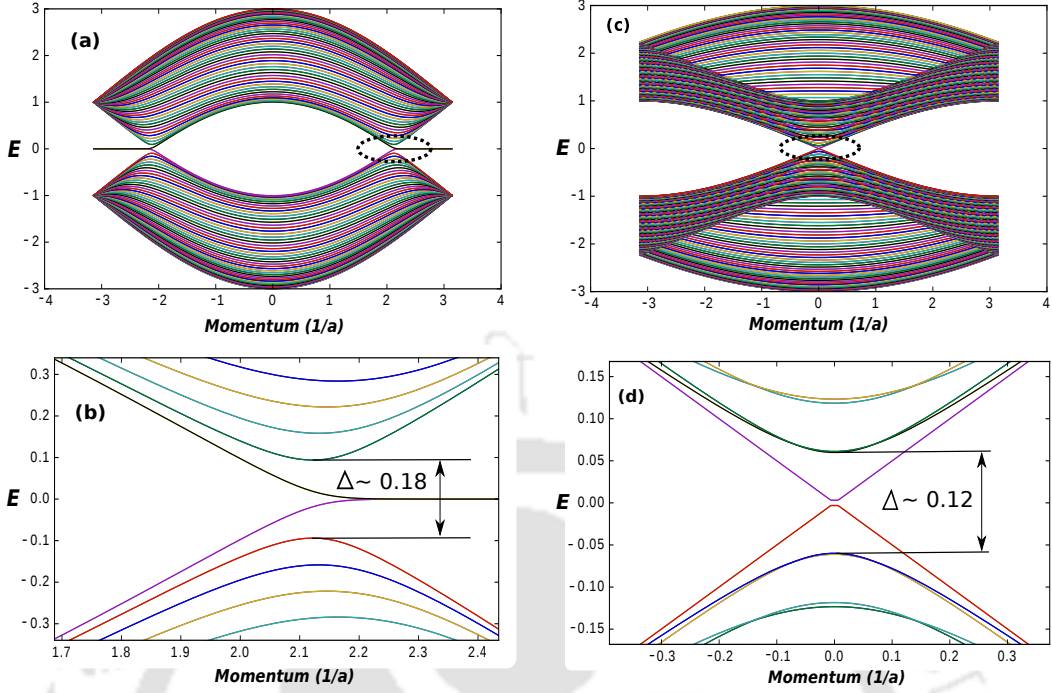 (a)
3
2
1
0
−1
−2
−3
E
−4 −3 −2 −1 0 1 2 3 4
Momentum (1/a)
(c)
3
2
1
0
−1
−2
−3
E
−4 −3 −2 −1 0 1 2 3 4
Momentum (1/a)
(b)
0.3
0.2
0.1
0.0
−0.1
−0.2
−0.3
E
Δ~ 0.18
1.7 1.8 1.9 2.0 2.1 2.2 2.3 2.4
Momentum (1/a)
(d)
0.15
0.10
0.05
0.00
−0.05
−0.10
−0.15
E
Δ~ 0.12
−0.3 −0.2 −0.1 0.0 0.1 0.2 0.3
Momentum (1/a)